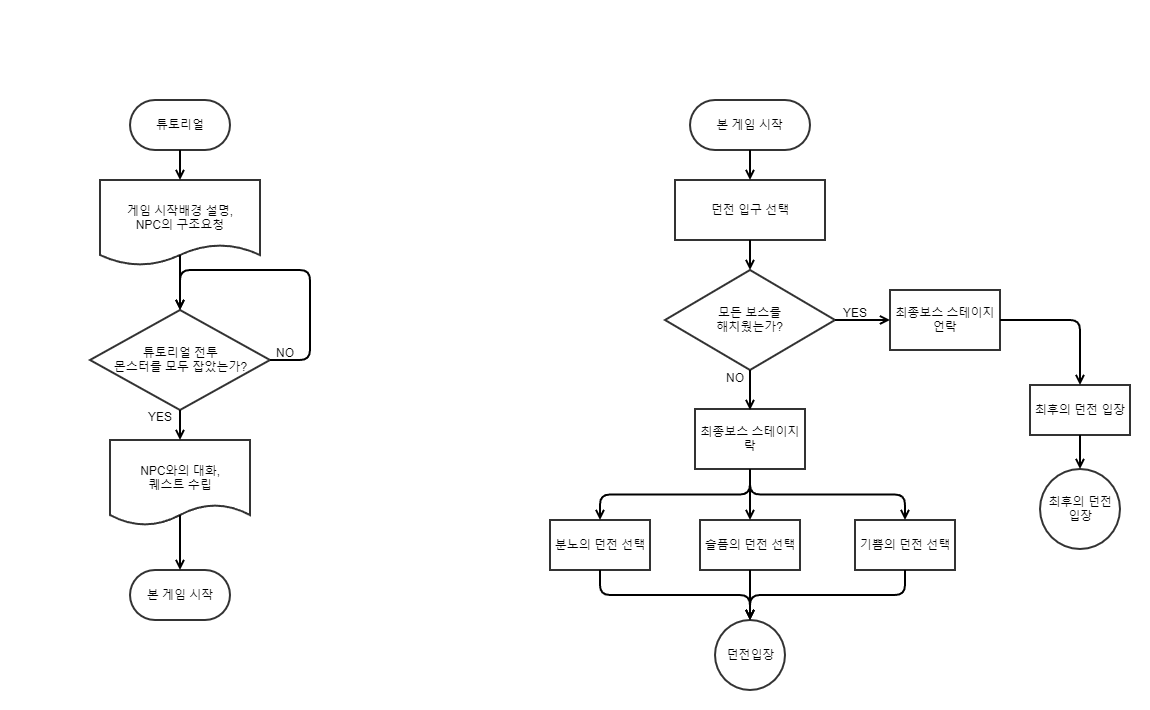 튜토리얼
게임 시작배경 설명,
NPC의 구조요청
튜토리얼 전투
몬스터를 모두 잡았는가?
NO
YES
NPC와의 대화,
퀘스트 수립
본 게임 시작
본 게임 시작
던전 입구 선택
모든 보스를
해치웠는가?
YES
최종보스 스테이지
언락
최후의 던전 입장
최후의 던전
입장
NO
최종보스 스테이지
락
분노의 던전 선택
슬픔의 던전 선택
기쁨의 던전 선택
던전입장